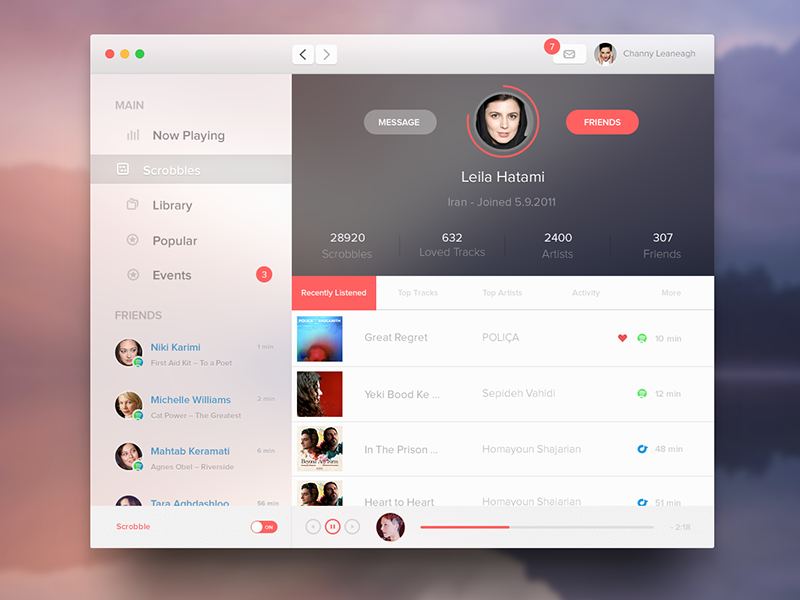 7
Channy Leaneagh
MAIN
Now Playing
Scrobbles
Library
Popular
Events
3
FRIENDS
Niki Karimi
1 min
First Aid Kit – To a Poet
Michelle Williams
3 min
Cat Power – The Greatest
Mahtab Keramati
6 min
Agnes Obel – Riverside
Tara Aghdashloo
56 min
Scrobble
ON
MESSAGE
FRIENDS
Leila Hatami
Iran - Joined 5.9.2011
28920
Scrobbles
632
Loved Tracks
2400
Artists
307
Friends
Recently Listened
Top Tracks
Top Artists
Activity
More
Great Regret
POLIÇA
10 min
Yeki Bood Ke ...
Sepideh Vahidi
12 min
In The Prison ...
Homayoun Shajarian
48 min
Heart to Heart
Homayoun Shajarian
51 min
- 2:18